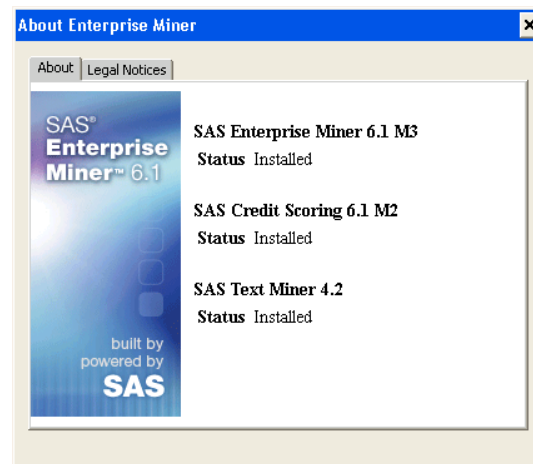 About Enterprise Miner
About
Legal Notices
SAS®
Enterprise
Miner™ 6.1
built by
powered by
SAS
SAS Enterprise Miner 6.1 M3
Status Installed
SAS Credit Scoring 6.1 M2
Status Installed
SAS Text Miner 4.2
Status Installed